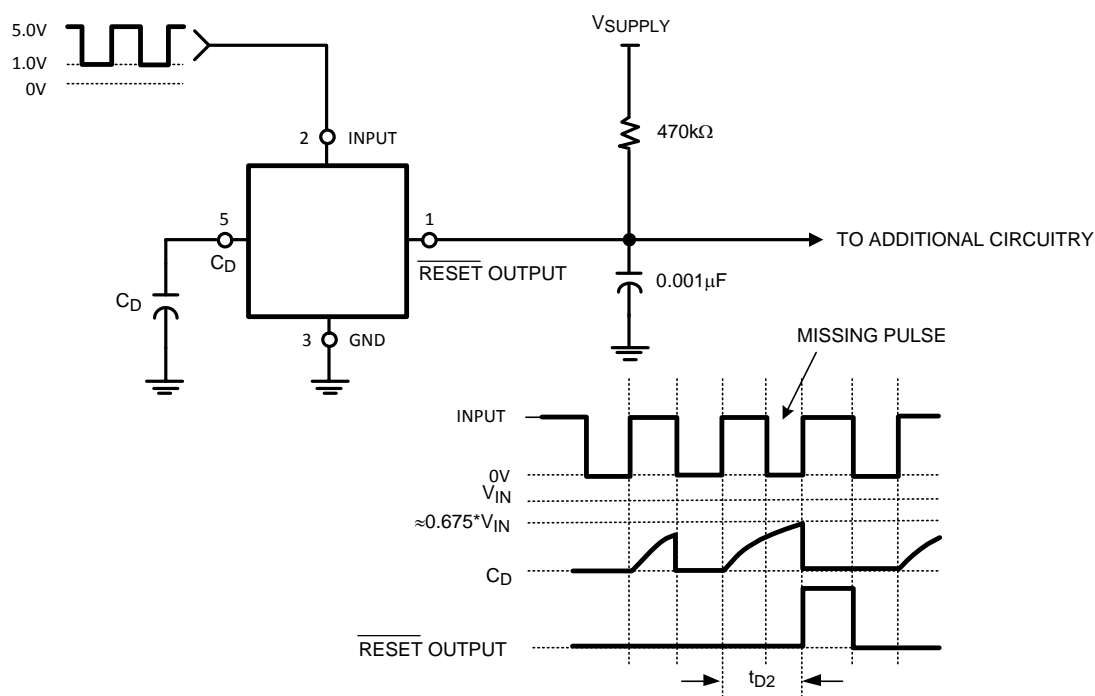 5.0V
1.0V
0V
VSUPPLY
470kΩ
2 INPUT
5
CD
1
RESET OUTPUT
TO ADDITIONAL CIRCUITRY
CD
0.001μF
3 GND
MISSING PULSE
INPUT
0V
VIN
≈0.675*VIN
CD
RESET OUTPUT
tD2